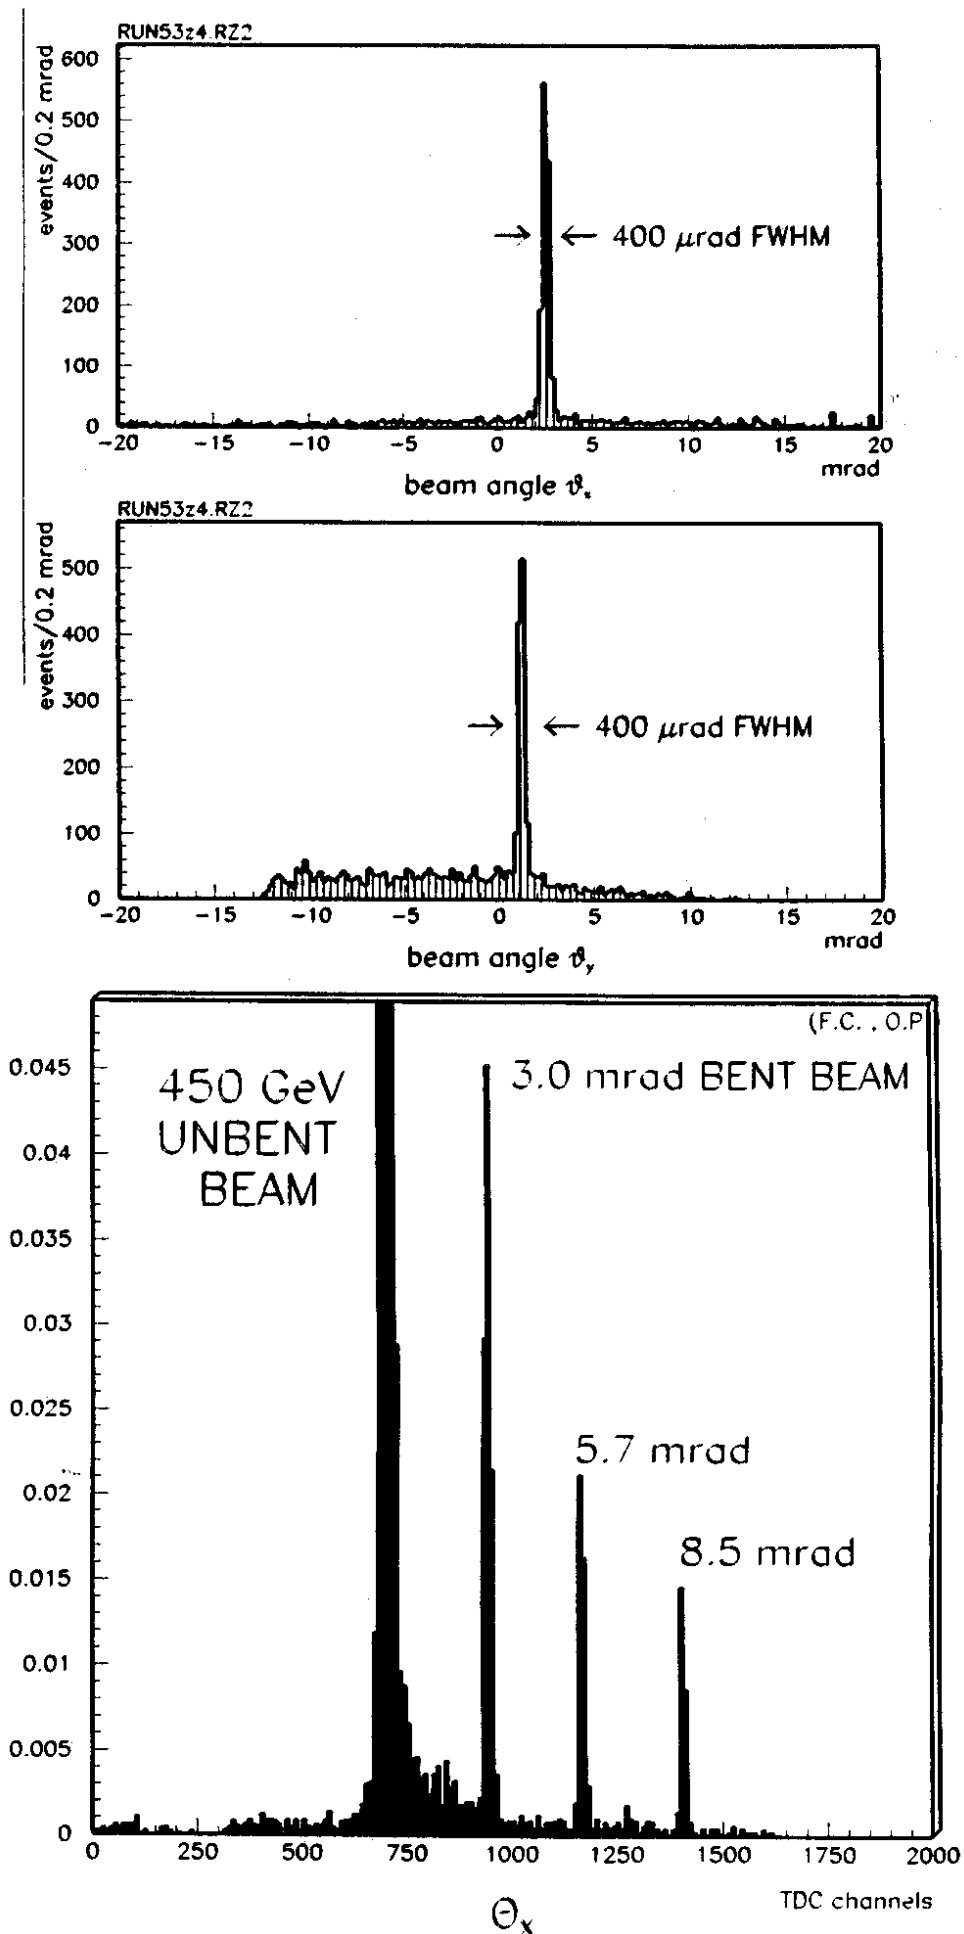 RUN53z4.RZ2
events/0.2 mrad
600
500
400
300
200
100
0
→ ← 400 μrad FWHM
-20 -15 -10 -5 0 5 10 15 20
mrad
beam angle ϑx
RUN53z4.RZ2
events/0.2 mrad
500
400
300
200
100
0
→ ← 400 μrad FWHM
-20 -15 -10 -5 0 5 10 15 20
mrad
beam angle ϑy
(F.C. , O.P
0.045
0.04
0.035
0.03
0.025
0.02
0.015
0.01
0.005
0
450 GeV
UNBENT
BEAM
3.0 mrad BENT BEAM
5.7 mrad
8.5 mrad
0 250 500 750 1000 1250 1500 1750 2000
TDC channels
Θx